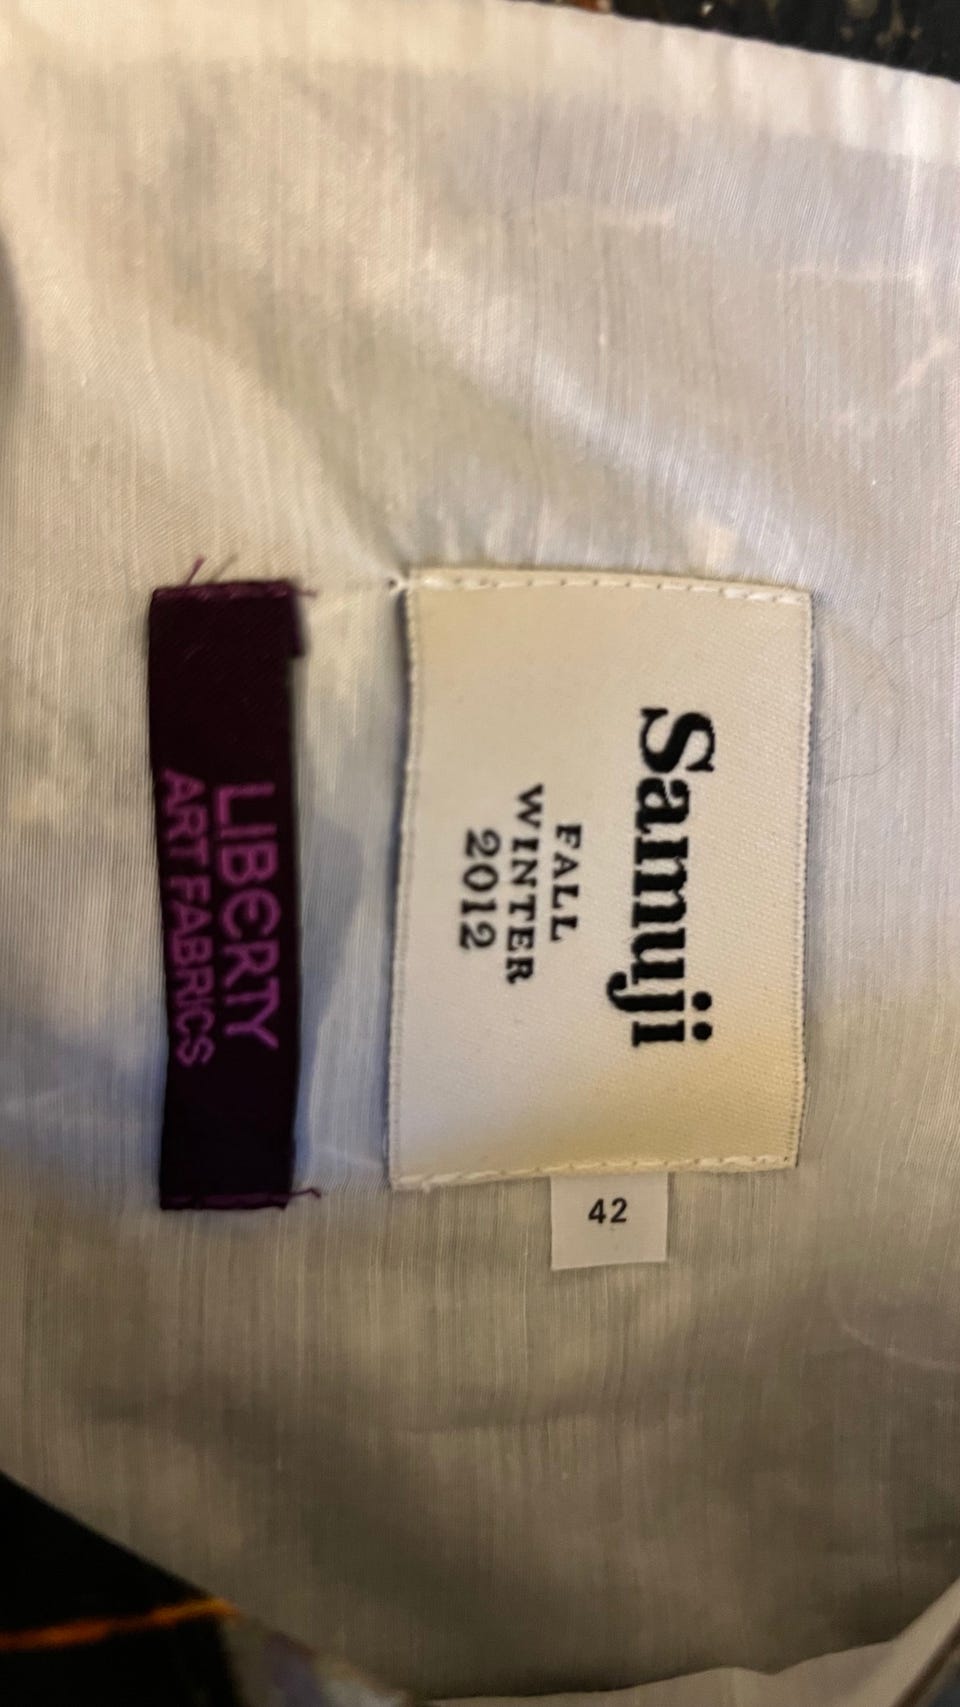 Samuji
FALL
WINTER
2012
42
LIBERTY
ART FABRICS